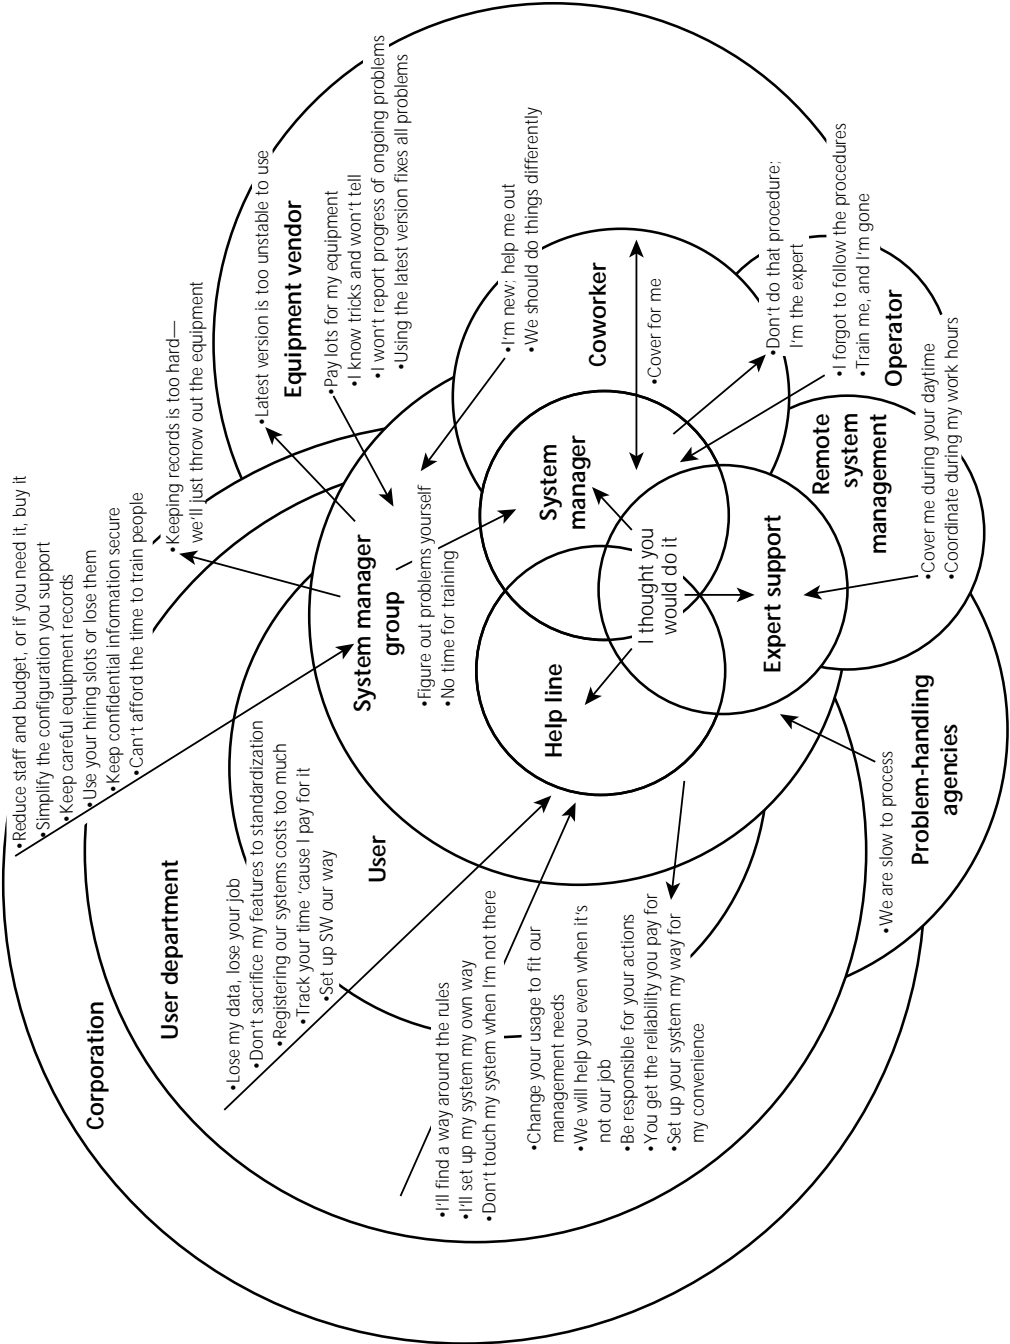 Corporation
User department
User
System manager
group
Equipment vendor
Help line
System
manager
Coworker
Expert support
Remote
system
management
Operator
Problem-handling
agencies
•Reduce staff and budget, or if you need it, buy it
•Simplify the configuration you support
•Keep careful equipment records
•Use your hiring slots or lose them
•Keep confidential information secure
•Can't afford the time to train people
•Keeping records is too hard—
we'll just throw out the equipment
•Latest version is too unstable to use
•Pay lots for my equipment
•I know tricks and won't tell
•I won't report progress of ongoing problems
•Using the latest version fixes all problems
•I'm new; help me out
•We should do things differently
•Figure out problems yourself
•No time for training
•Cover for me
I thought you
would do it
•Don't do that procedure;
I'm the expert
•I forgot to follow the procedures
•Train me, and I'm gone
•Cover me during your daytime
•Coordinate during my work hours
•We are slow to process
•Lose my data, lose your job
•Don't sacrifice my features to standardization
•Registering our systems costs too much
•Track your time 'cause I pay for it
•Set up SW our way
•I'll find a way around the rules
•I'll set up my system my own way
•Don't touch my system when I'm not there
•Change your usage to fit our
management needs
•We will help you even when it's
not our job
•Be responsible for your actions
•You get the reliability you pay for
•Set up your system my way for
my convenience